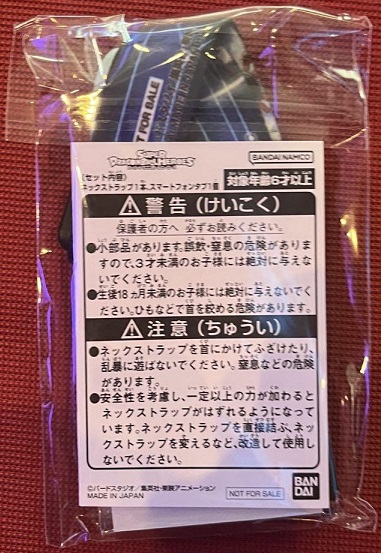 T FOR SALE
SUPER
DRAGONBALL HEROES
BANDAI NAMCO
〔セット内容〕
ネックストラップ1本、スマートフォンタブ1個
対象年齢6才以上
警告（けいこく）
保護者の方へ 必ずお読みください。
●小部品があります。誤飲・窒息の危険がありま
すので、3才未満のお子様には絶対に与えな
いでください。
●生後18ヵ月未満のお子様には絶対に与えないでく
ださい。ひもなどで首を絞める危険があります。
注意（ちゅうい）
●ネックストラップを首にかけてふざけたり、
乱暴に遊ばないでください。窒息などの危険
があります。
●安全性を考慮し、一定以上の力が加わると
ネックストラップがはずれるようになってい
ます。ネックストラップを直接結ぶ、ネック
ストラップを変えるなど、改造して使用し
ないでください。
©バードスタジオ／集英社・東映アニメーション
MADE IN JAPAN
NOT FOR SALE
BAN
DAI